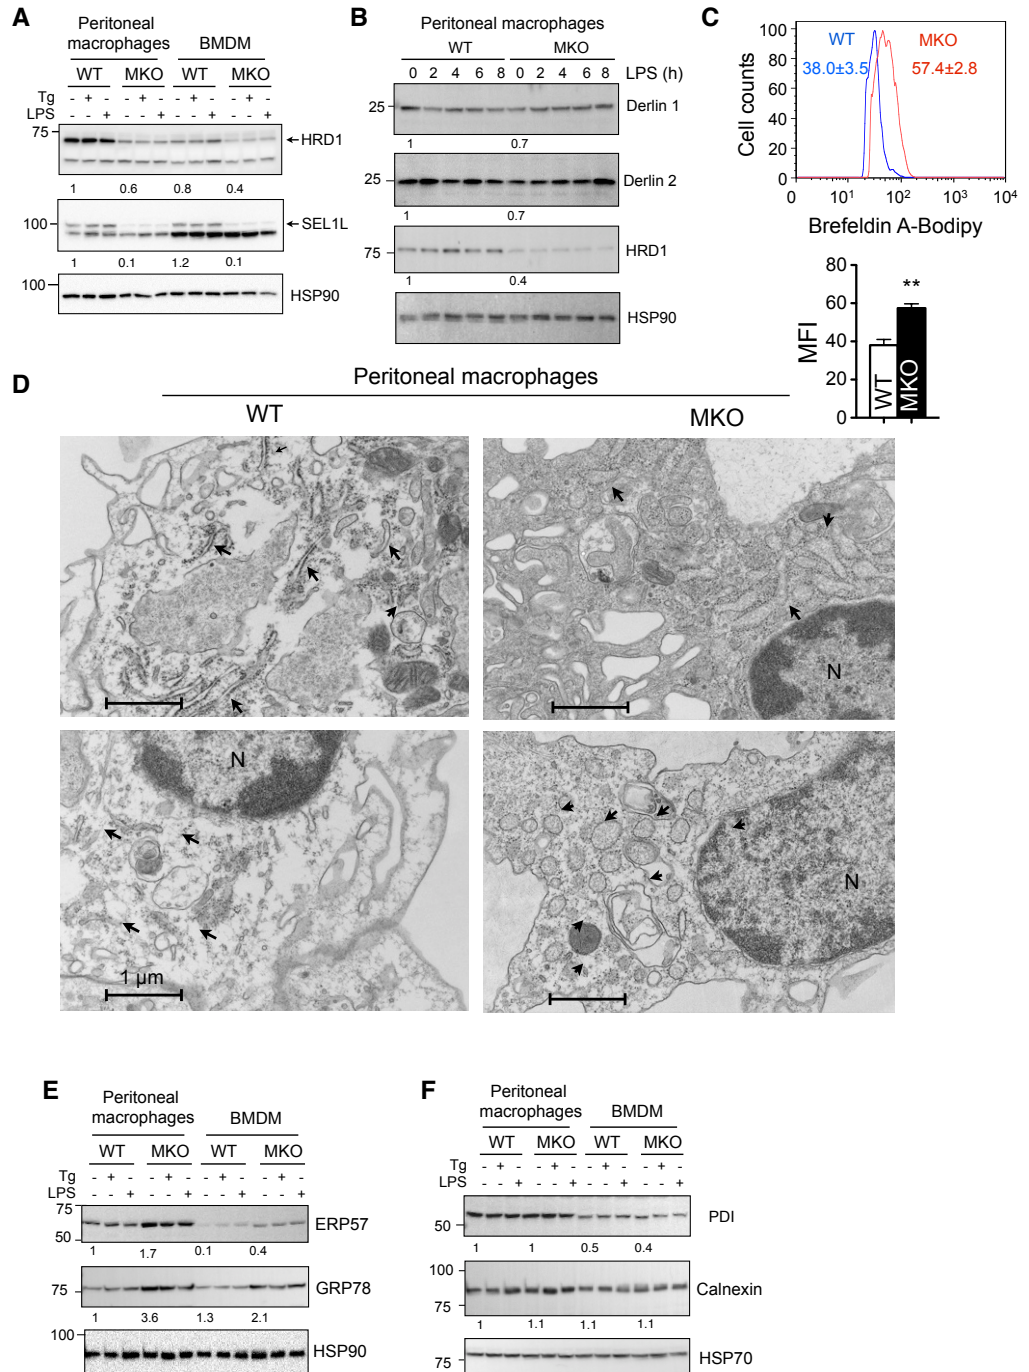 A
Peritoneal
macrophages
BMDM
WT MKO WT MKO
Tg - + - - + - - + - - + -
LPS - - + - - + - - + - - +
75
HRD1
1 0.6 0.8 0.4
100
SEL1L
1 0.1 1.2 0.1
100
HSP90
B
Peritoneal macrophages
WT MKO
0 2 4 6 8 0 2 4 6 8 LPS (h)
25 Derlin 1
1 0.7
25 Derlin 2
1 0.7
75 HRD1
1 0.4
HSP90
C
100
80
60
40
20
0
Cell counts
WT MKO
38.0±3.5 57.4±2.8
0 10¹ 10² 10³ 10⁴
Brefeldin A-Bodipy
80
60
40
20
0
MFI
**
WT
MKO
D
Peritoneal macrophages
WT MKO
N
N
N
1 µm
E
Peritoneal
macrophages
BMDM
WT MKO WT MKO
Tg - + - - + - - + - - + -
LPS - - + - - + - - + - - +
75
50
ERP57
1 1.7 0.1 0.4
75
GRP78
1 3.6 1.3 2.1
100
HSP90
F
Peritoneal
macrophages
BMDM
WT MKO WT MKO
Tg - + - - + - - + - - + -
LPS - - + - - + - - + - - +
50
PDI
1 1 0.5 0.4
100
75
Calnexin
1 1.1 1.1 1.1
75
HSP70